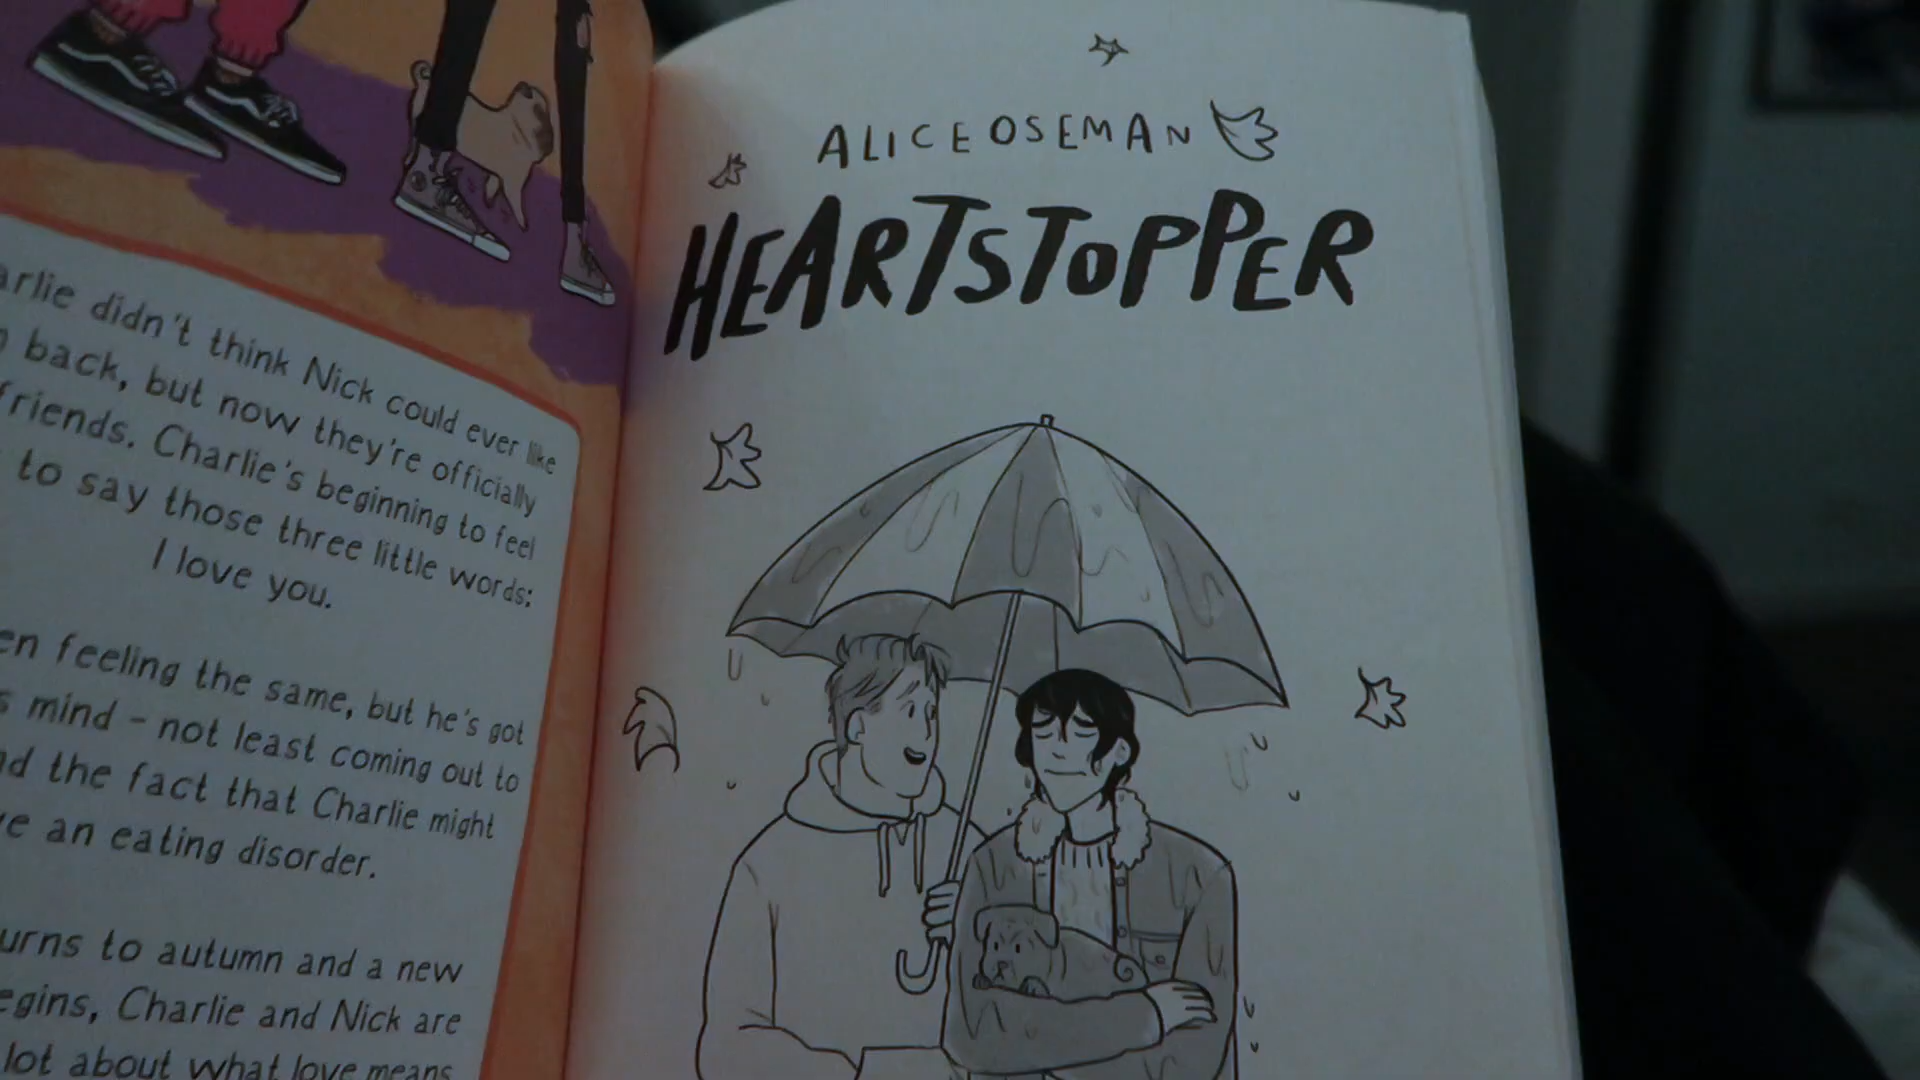 arlie didn't think Nick could ever like
back, but now they're officially
friends. Charlie's beginning to feel
to say those three little words:
I love you.
en feeling the same, but he's got
s mind – not least coming out to
d the fact that Charlie might
e an eating disorder.
urns to autumn and a new
egins, Charlie and Nick are
lot about what love means
ALICE OSEMAN
HEARTSTOPPER